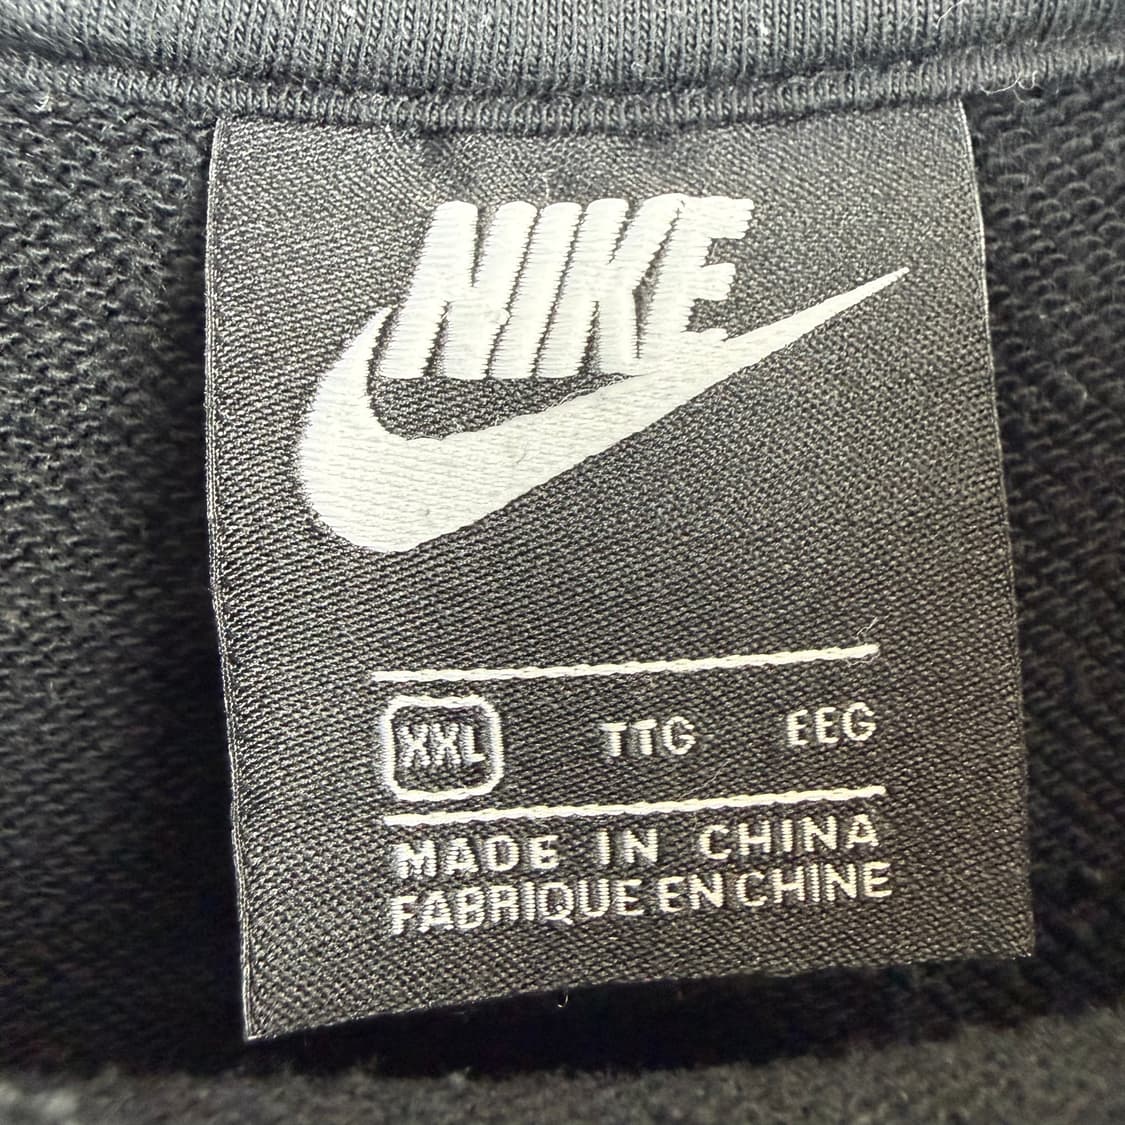 NIKE
XXL TTG EEG
MADE IN CHINA
FABRIQUE EN CHINE